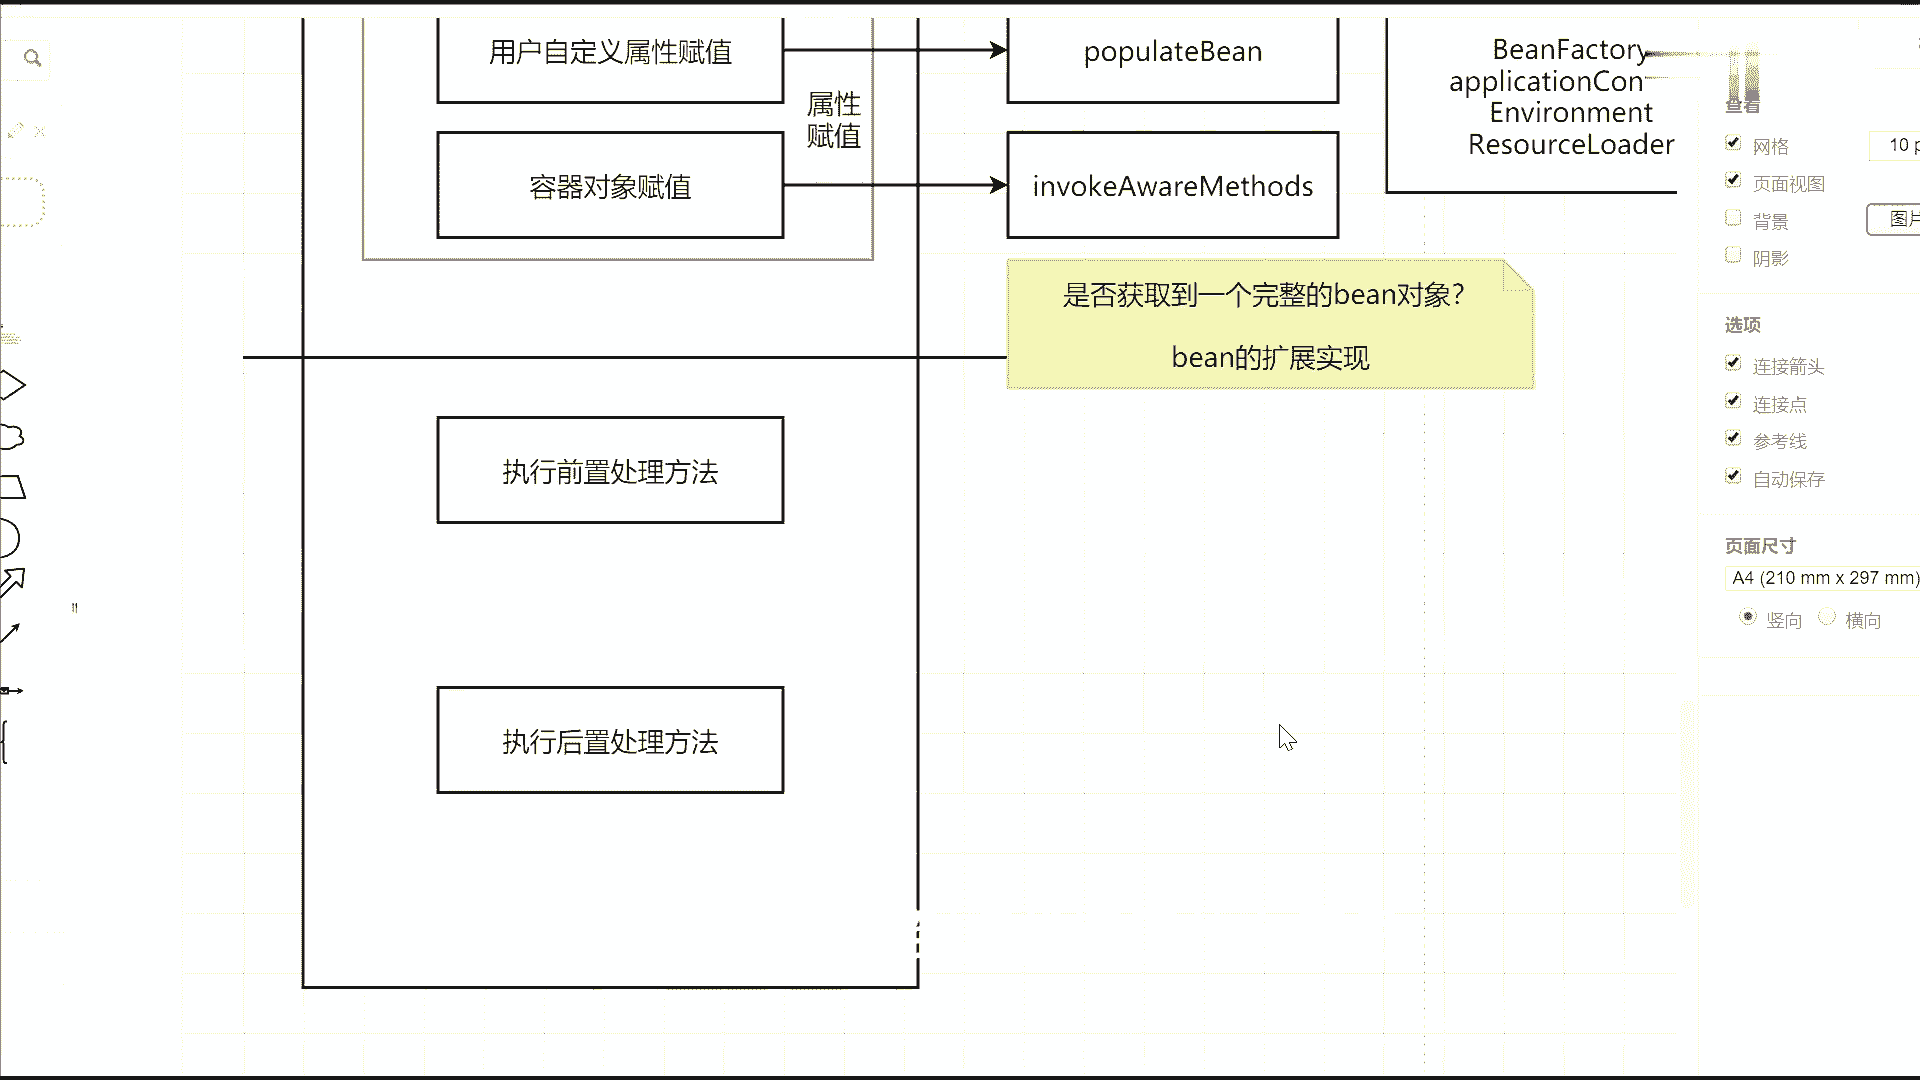 用户自定义属性赋值
populateBean
属性
赋值
容器对象赋值
invokeAwareMethods
BeanFactory
applicationCon
Environment
ResourceLoader
是否获取到一个完整的bean对象?
bean的扩展实现
执行前置处理方法
执行后置处理方法
查看
网格
10 p
页面视图
背景
图片
阴影
选项
连接箭头
连接点
参考线
自动保存
页面尺寸
A4 (210 mm x 297 mm)
竖向
横向